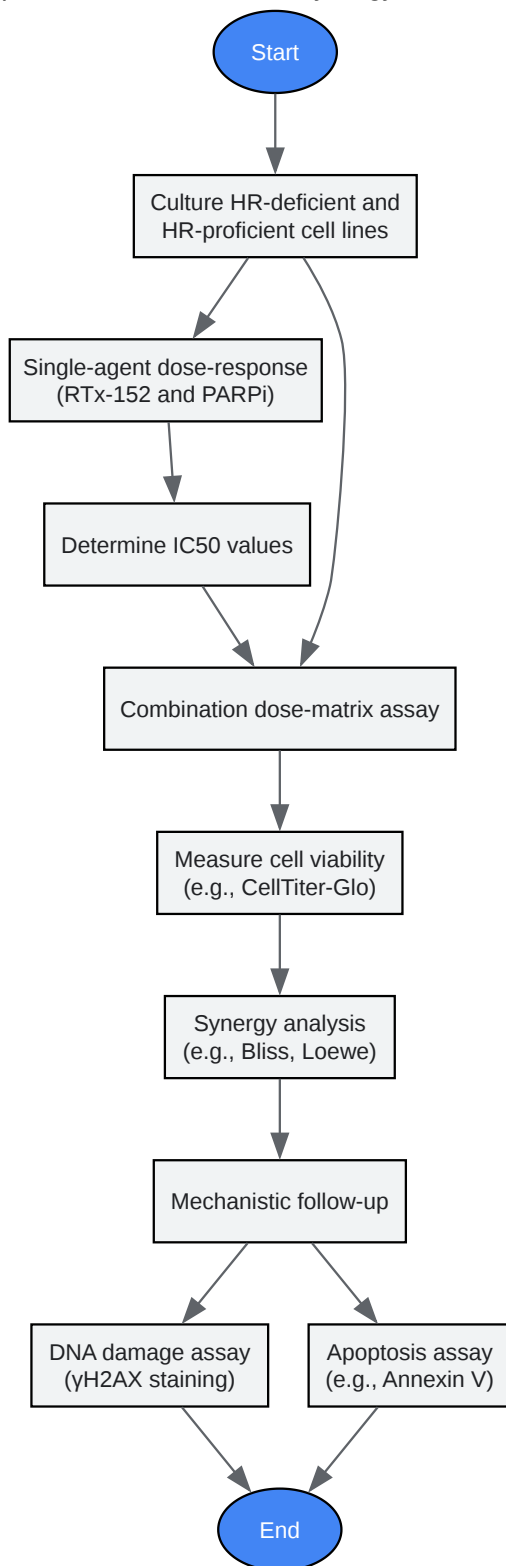 Start
Culture HR-deficient and
HR-proficient cell lines
Single-agent dose-response
(RTx-152 and PARPi)
Determine IC50 values
Combination dose-matrix assay
Measure cell viability
(e.g., CellTiter-Glo)
Synergy analysis
(e.g., Bliss, Loewe)
Mechanistic follow-up
DNA damage assay
(γH2AX staining)
Apoptosis assay
(e.g., Annexin V)
End